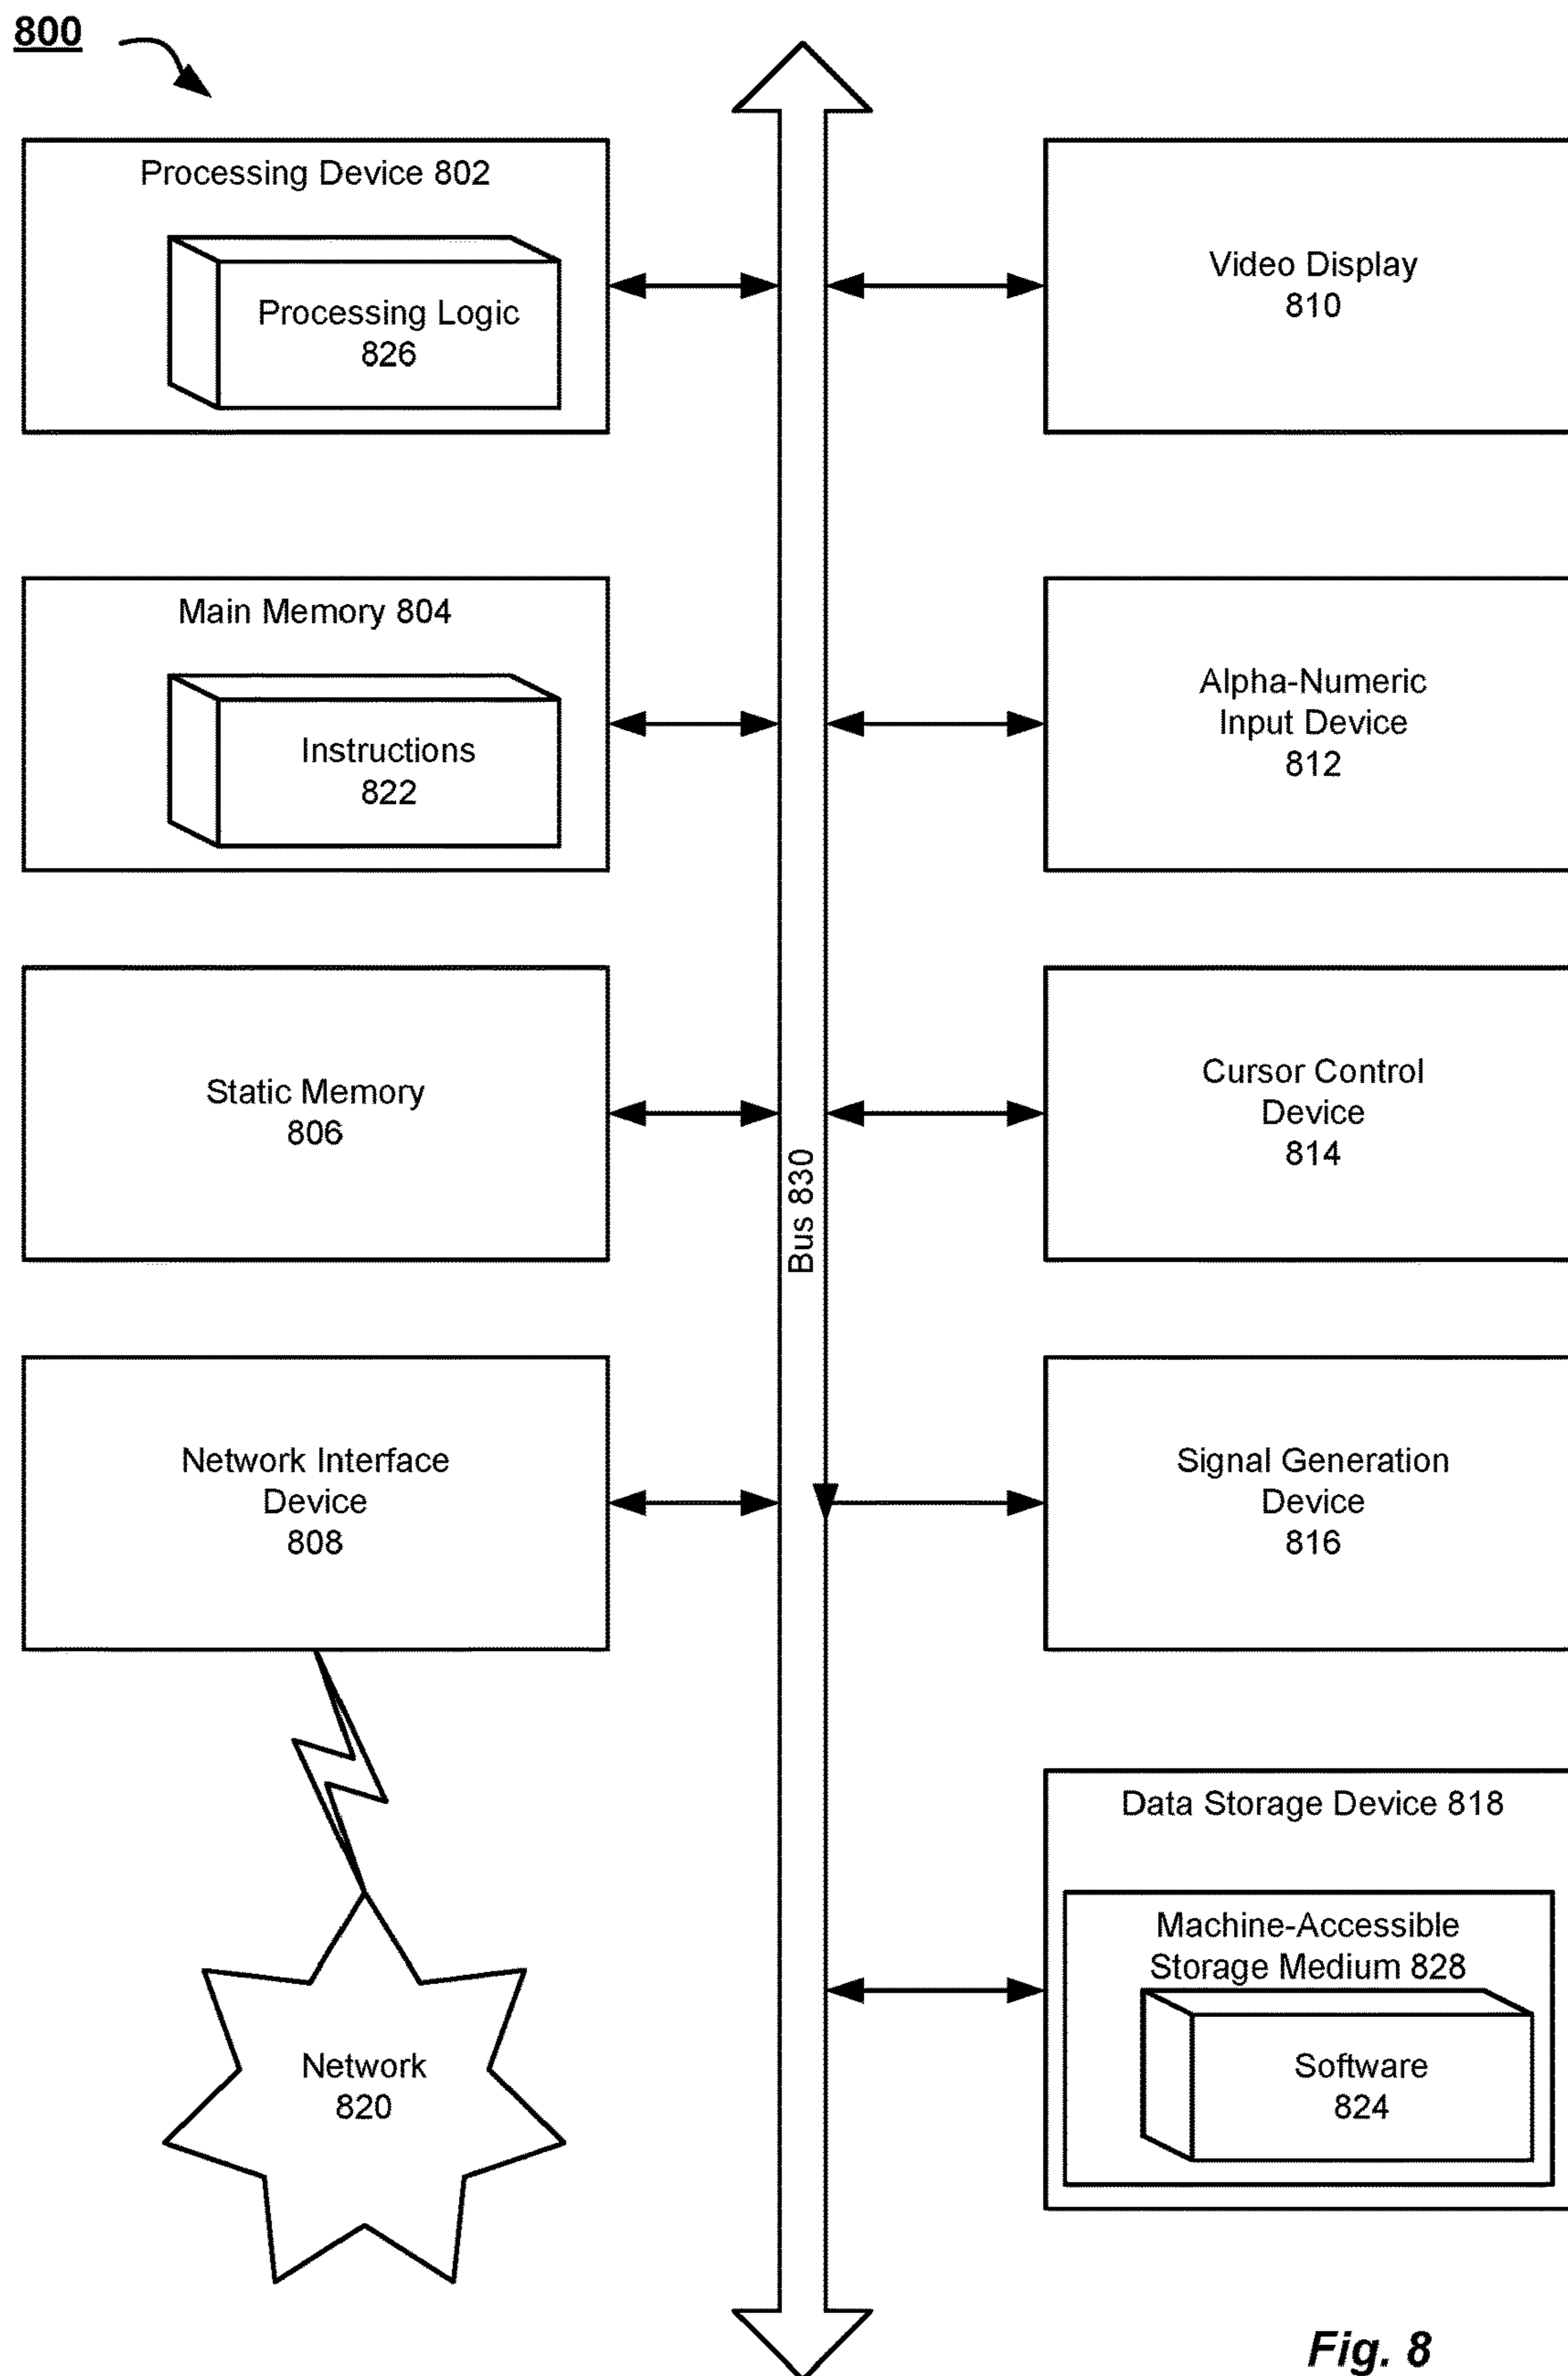 800
Processing Device 802
Processing Logic
826
Video Display
810
Main Memory 804
Instructions
822
Alpha-Numeric
Input Device
812
Static Memory
806
Cursor Control
Device
814
Bus 830
Network Interface
Device
808
Signal Generation
Device
816
Data Storage Device 818
Machine-Accessible
Storage Medium 828
Software
824
Network
820
Fig. 8